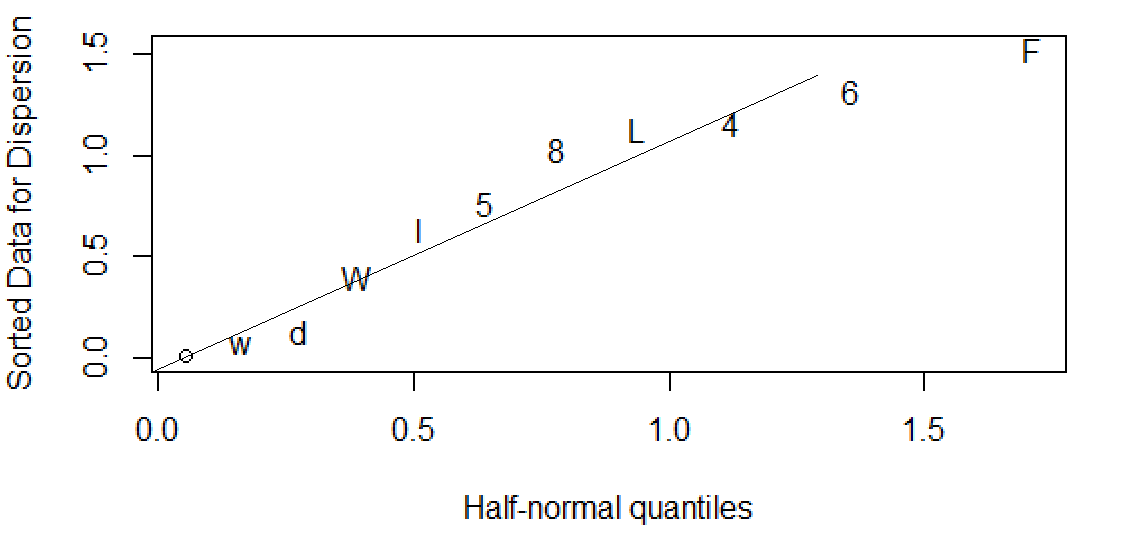 Sorted Data for Dispersion
1.5
1.0
0.5
0.0
F
6
4
L
8
5
l
W
d
w
0.0 0.5 1.0 1.5
Half-normal quantiles